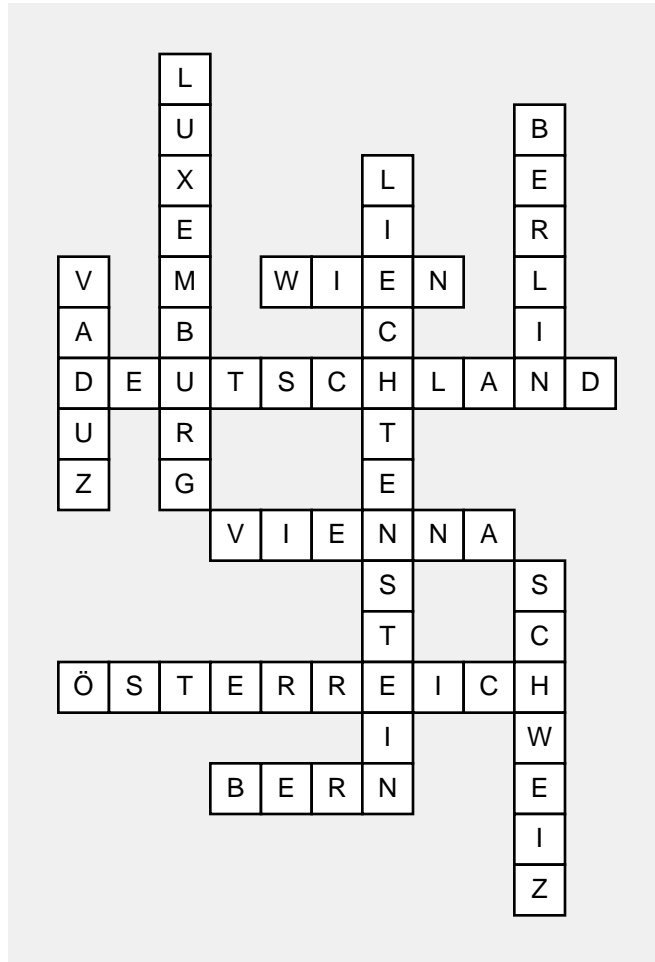 LUXEMBURG
BERLIN
LIECHTENSTEIN
VADUZ
WIEN
DEUTSCHLAND
VIENNA
SCHWEIZ
ÖSTERREICH
BERN